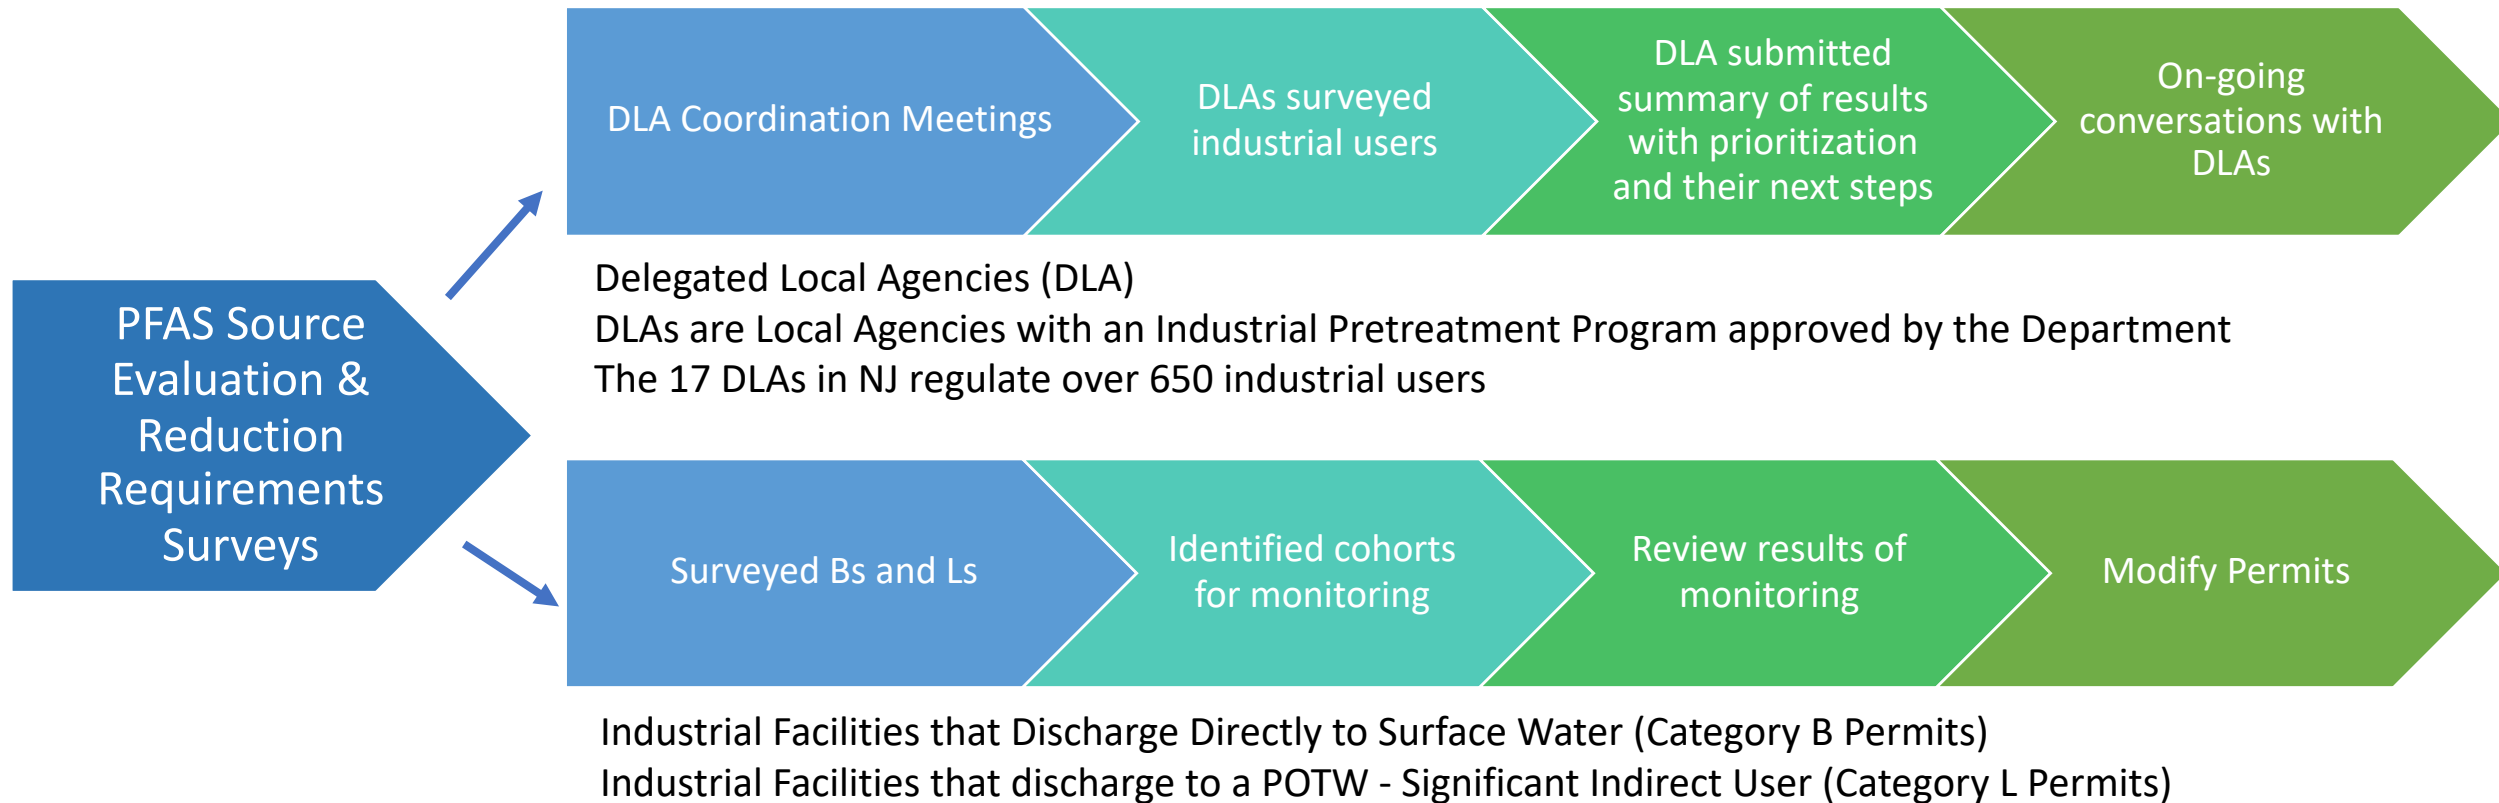 PFAS Source
Evaluation &
Reduction
Requirements
Surveys
DLA Coordination Meetings
DLAs surveyed
industrial users
DLA submitted
summary of results
with prioritization
and their next steps
On-going
conversations with
DLAs
Delegated Local Agencies (DLA)
DLAs are Local Agencies with an Industrial Pretreatment Program approved by the Department
The 17 DLAs in NJ regulate over 650 industrial users
Surveyed Bs and Ls
Identified cohorts
for monitoring
Review results of
monitoring
Modify Permits
Industrial Facilities that Discharge Directly to Surface Water (Category B Permits)
Industrial Facilities that discharge to a POTW - Significant Indirect User (Category L Permits)